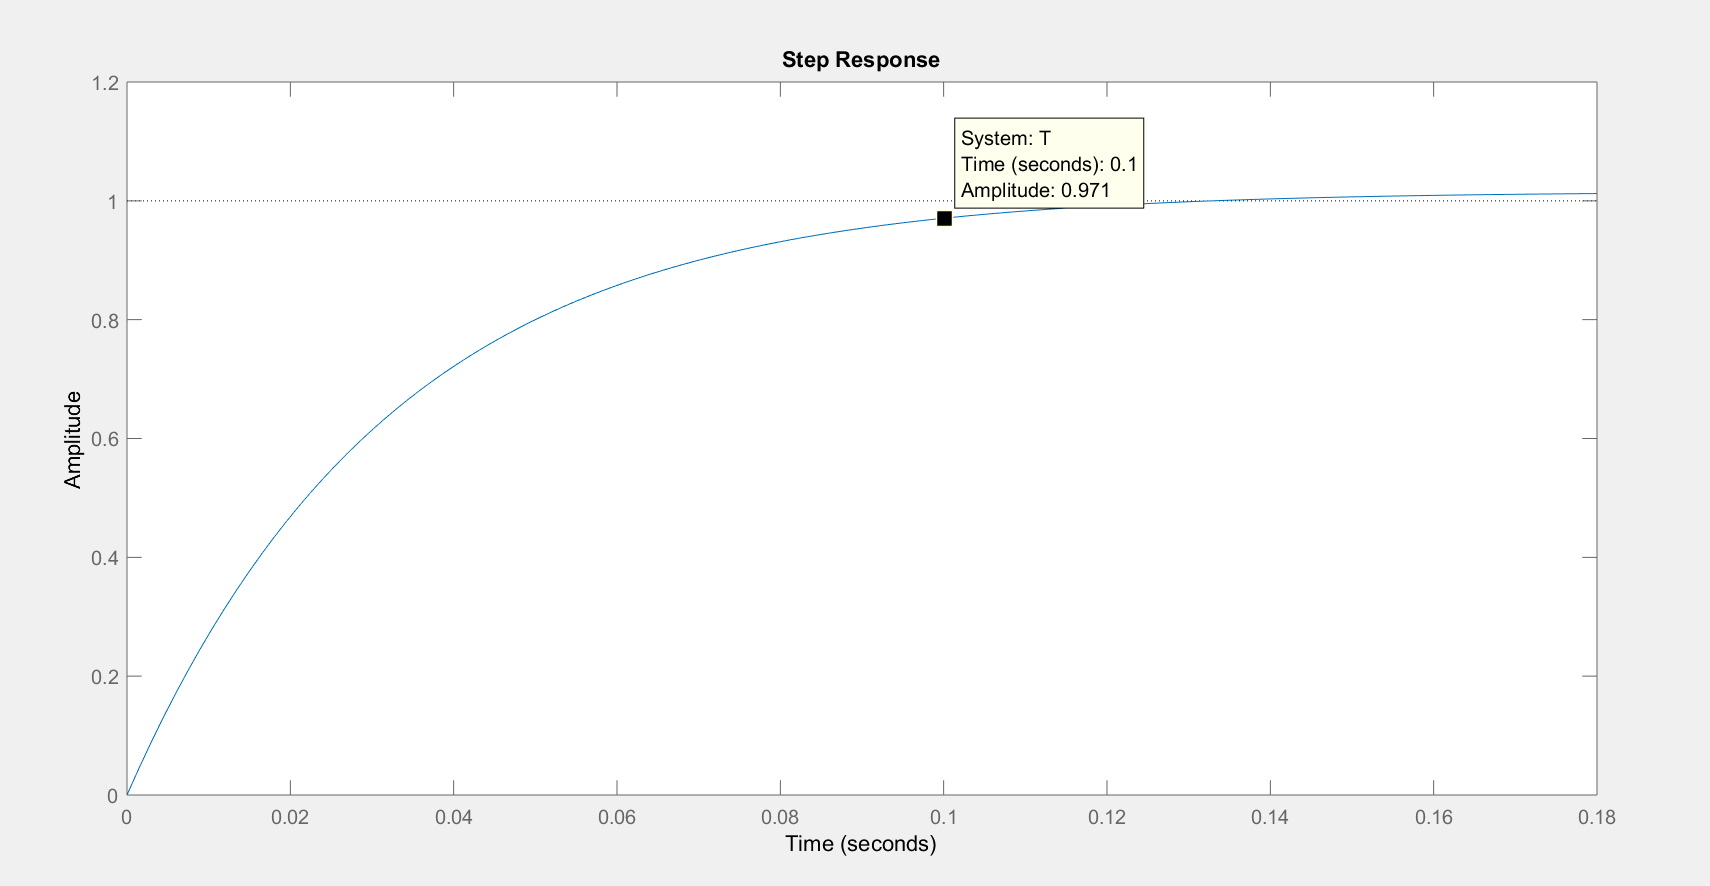 Step Response
1.2
1
0.8
0.6
0.4
0.2
0
Amplitude
System: T
Time (seconds): 0.1
Amplitude: 0.971
0 0.02 0.04 0.06 0.08 0.1 0.12 0.14 0.16 0.18
Time (seconds)